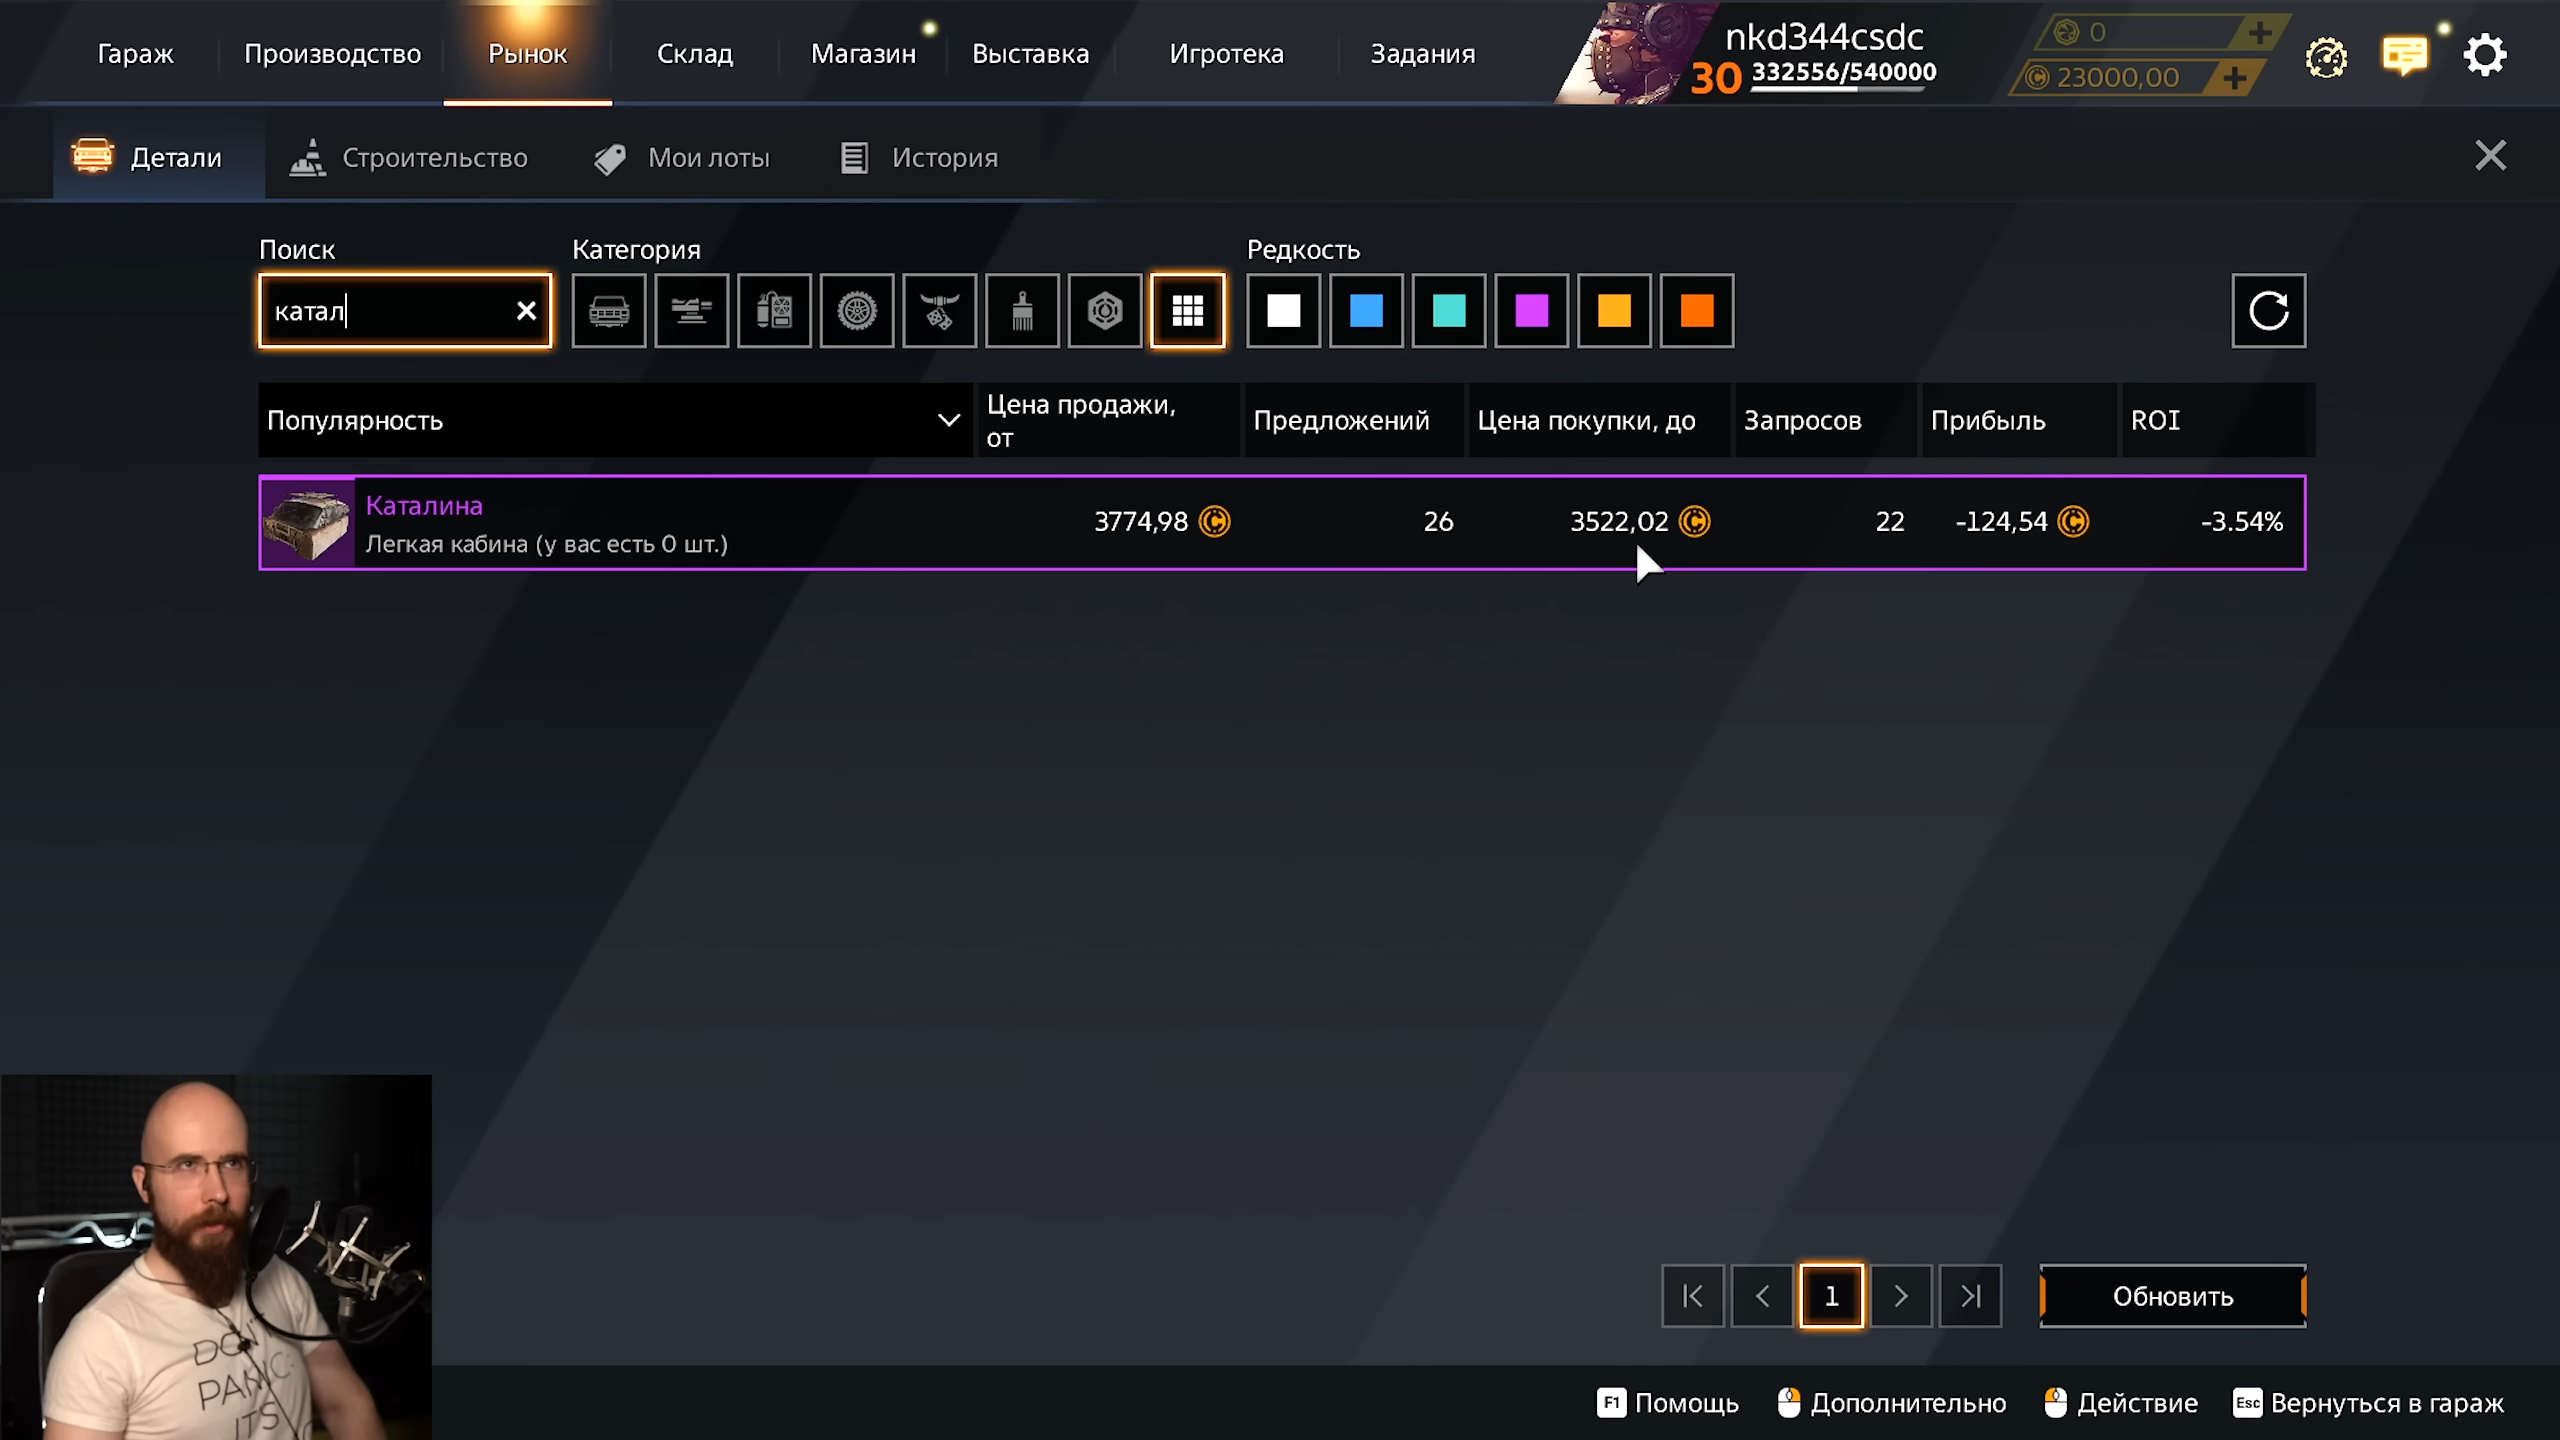 Гараж
Производство
Рынок
Склад
Магазин
Выставка
Игротека
Задания
nkd344csdc
30 332556/540000
0
23000,00
Детали
Строительство
Мои лоты
История
Поиск
Категория
Редкость
катал
Популярность
Цена продажи,
от
Предложений
Цена покупки, до
Запросов
Прибыль
ROI
Каталина
Легкая кабина (у вас есть 0 шт.)
3774,98
26
3522,02
22
-124,54
-3.54%
1
Обновить
DON'T
PANIC
ITS
F1 Помощь
Дополнительно
Действие
Esc Вернуться в гараж